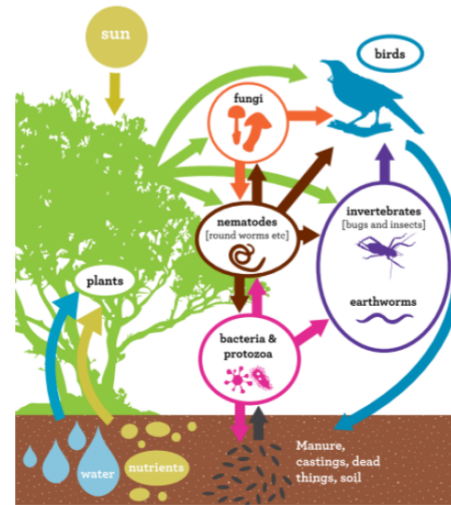 sun
birds
fungi
nematodes
[round worms etc]
invertebrates
[bugs and insects]
plants
earthworms
bacteria &
protozoa
water
nutrients
Manure,
castings, dead
things, soil